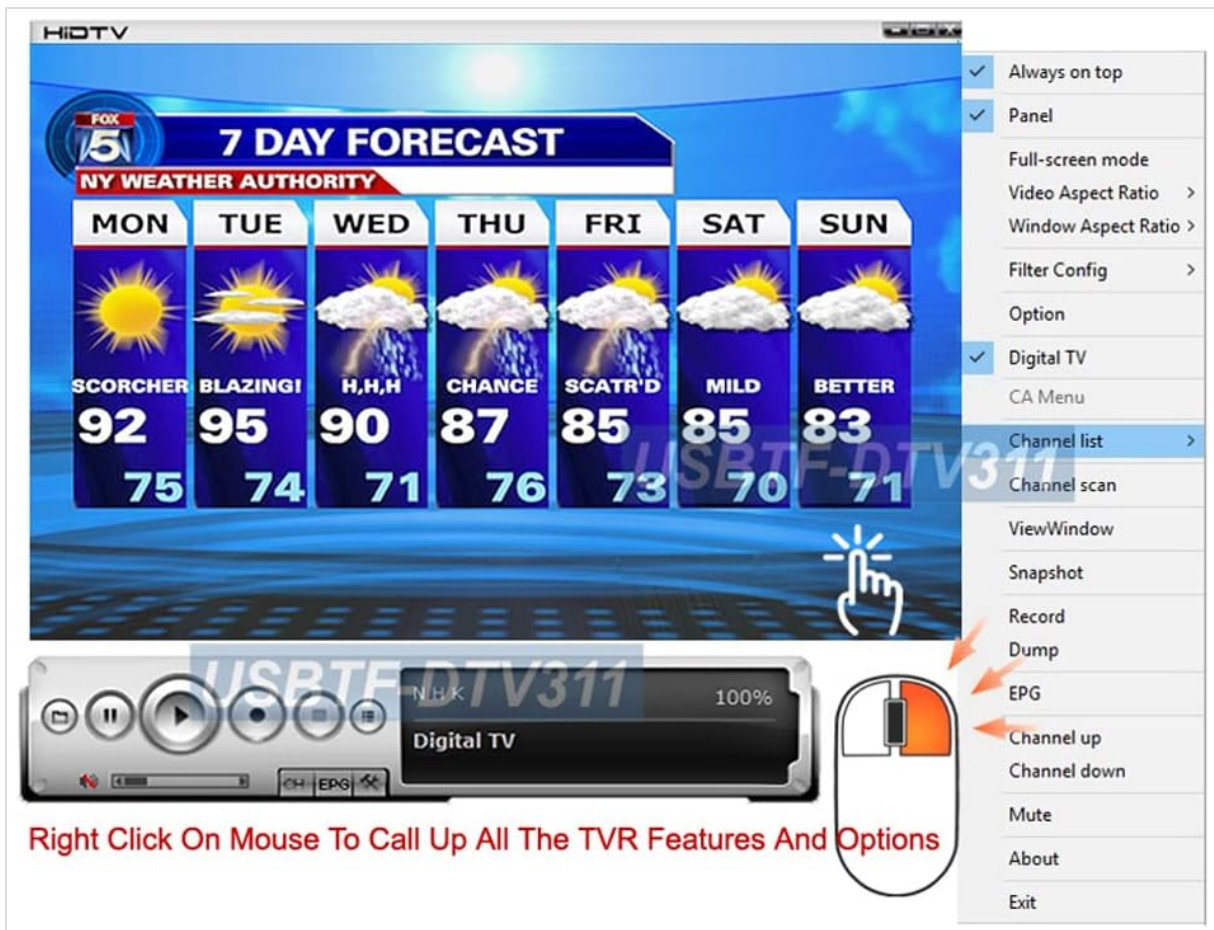 HiDTV
FOX
5
7 DAY FORECAST
NY WEATHER AUTHORITY
MON TUE WED THU FRI SAT SUN
SCORCHER BLAZING! H,H,H CHANCE SCATR'D MILD BETTER
92 95 90 87 85 85 83
75 74 71 76 73 70 71
USBTF-DTV311
Always on top
Panel
Full-screen mode
Video Aspect Ratio >
Window Aspect Ratio >
Filter Config >
Option
Digital TV
CA Menu
Channel list >
Channel scan
ViewWindow
Snapshot
Record
Dump
EPG
Channel up
Channel down
Mute
About
Exit
USBTF-DTV311
N H K 100%
Digital TV
CH EPG
Right Click On Mouse To Call Up All The TVR Features And Options